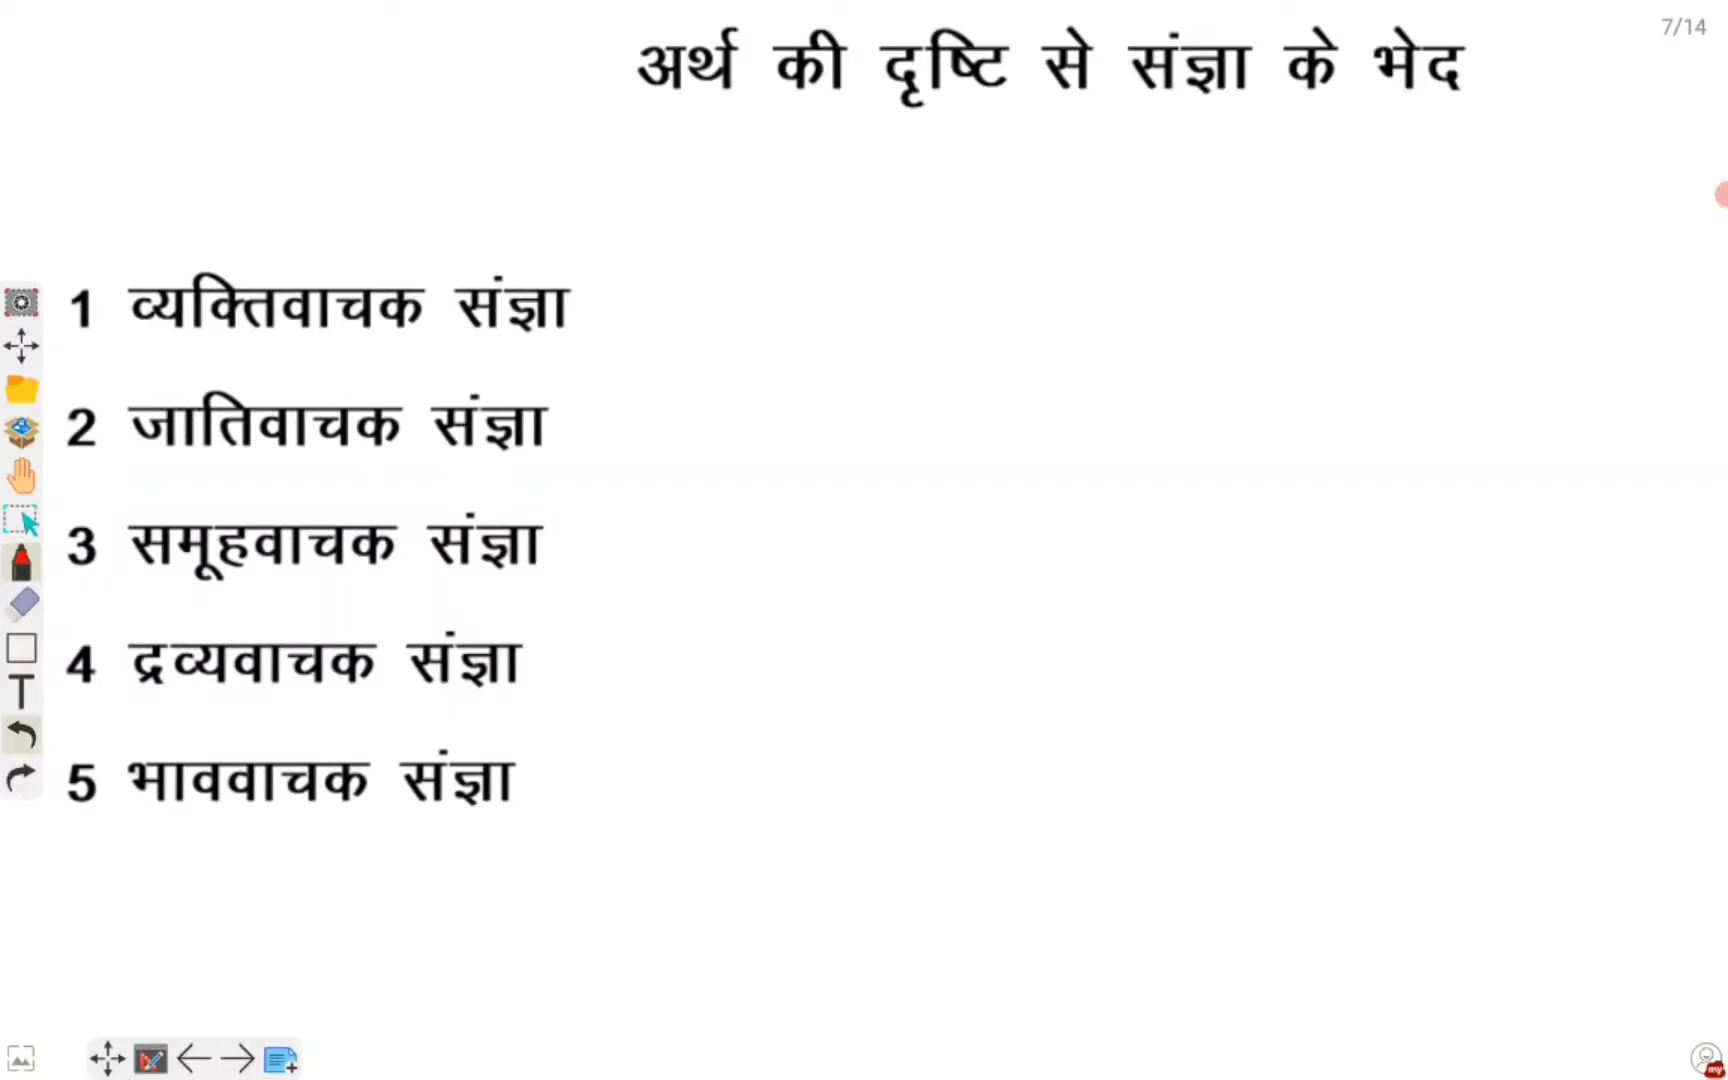 7/14
अर्थ की दृष्टि से संज्ञा के भेद
1 व्यक्तिवाचक संज्ञा
2 जातिवाचक संज्ञा
3 समूहवाचक संज्ञा
4 द्रव्यवाचक संज्ञा
5 भाववाचक संज्ञा
T
my